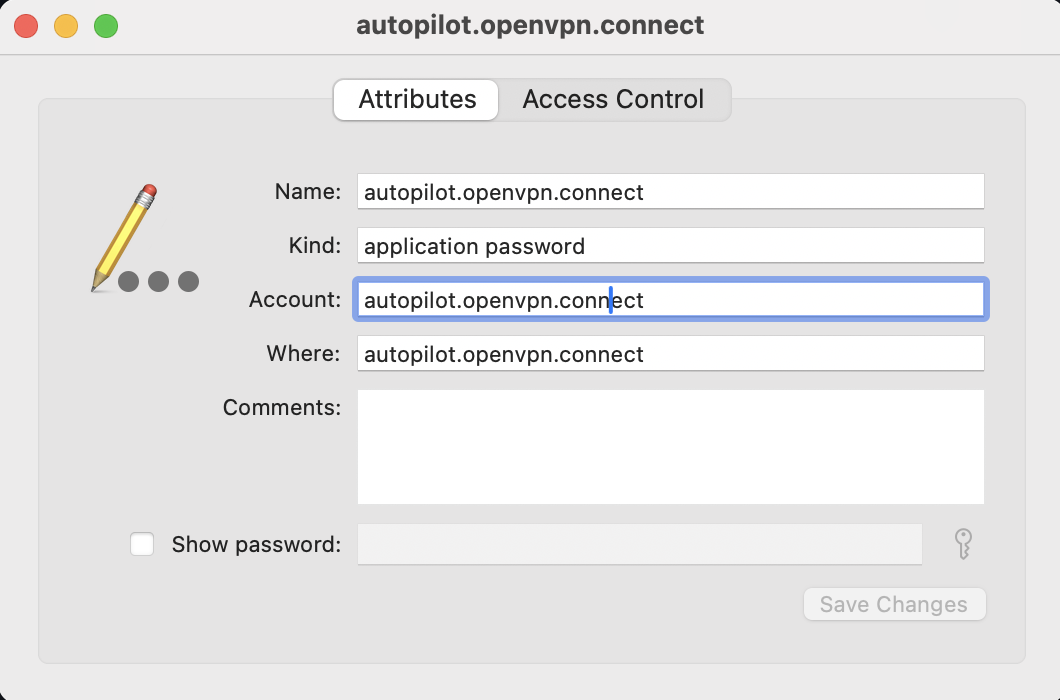 autopilot.openvpn.connect
Attributes Access Control
Name: autopilot.openvpn.connect
Kind: application password
Account: autopilot.openvpn.connect
Where: autopilot.openvpn.connect
Comments:
Show password:
Save Changes